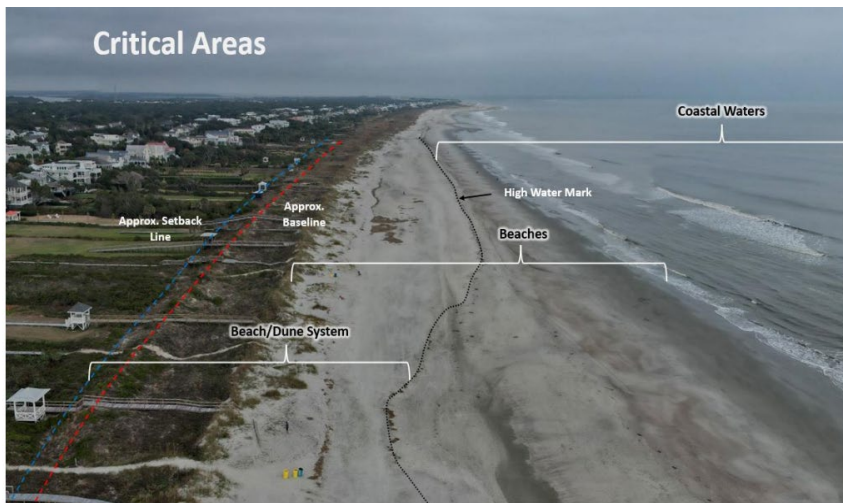 Critical Areas
Coastal Waters
High Water Mark
Approx. Setback
Line
Approx.
Baseline
Beaches
Beach/Dune System